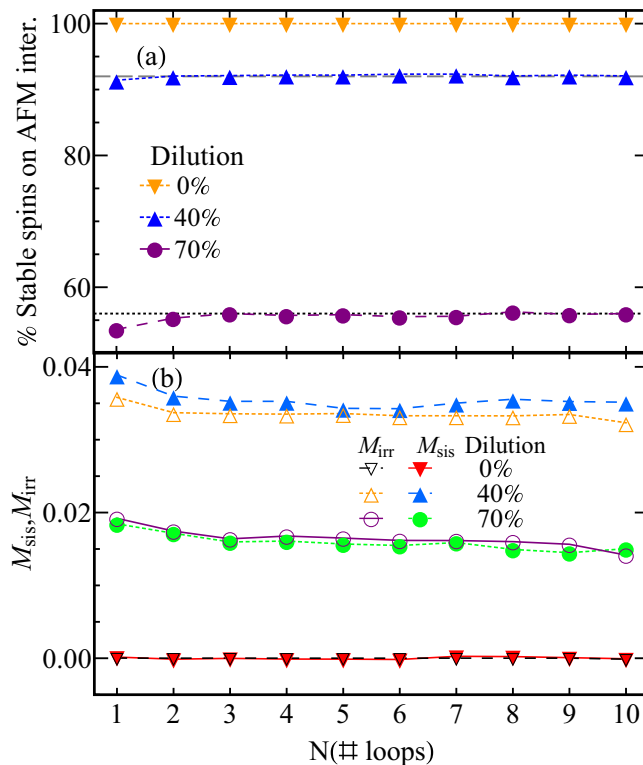 100
(a)
Dilution
0%
40%
70%
80
60
% Stable spins on AFM inter.
0.04
(b)
M_irr M_sis Dilution
0%
40%
70%
0.02
0.00
M_sis,M_irr
1 2 3 4 5 6 7 8 9 10
N(# loops)